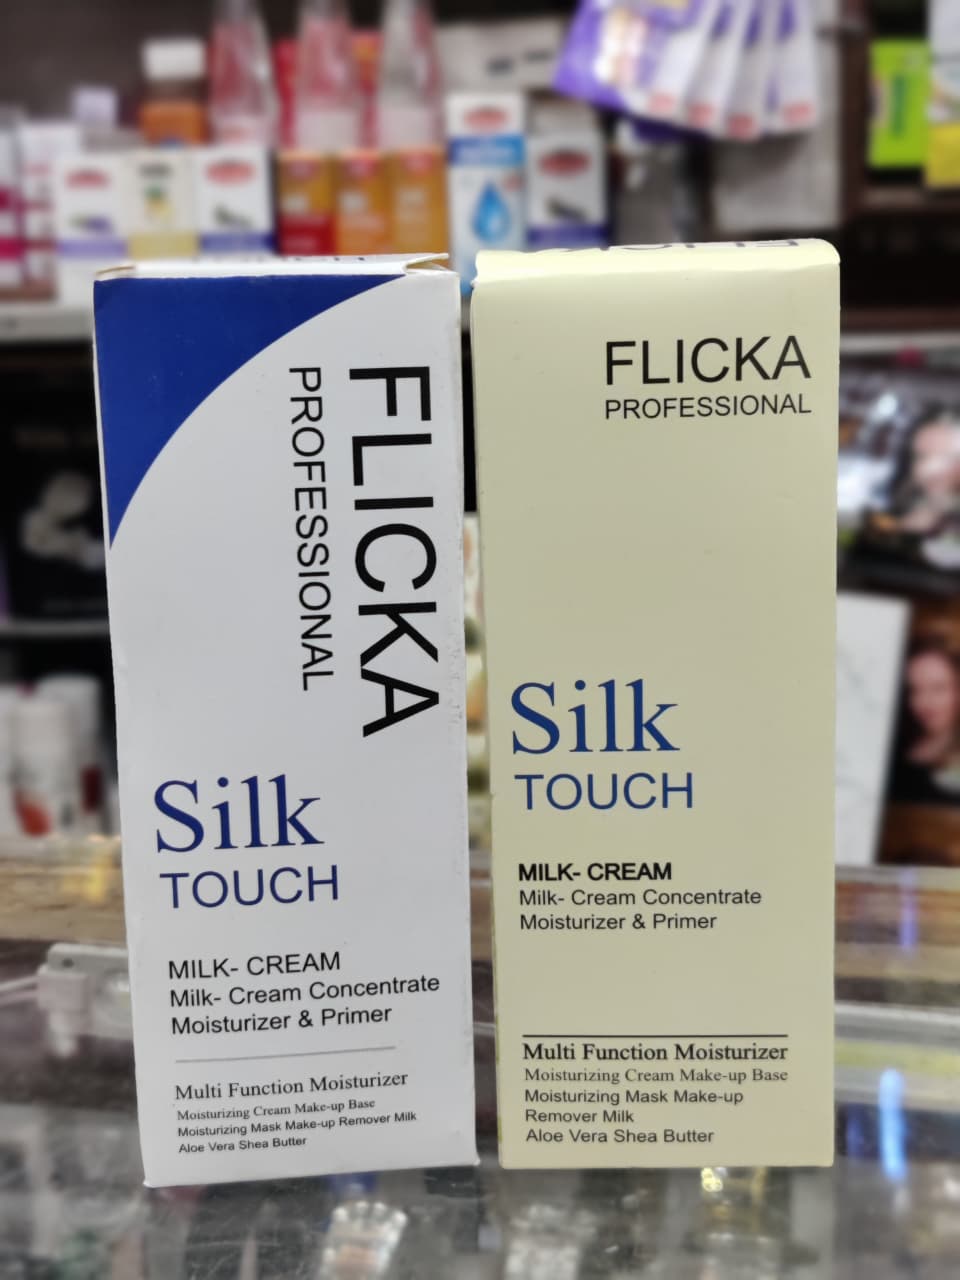 FLICKA
PROFESSIONAL
Silk
TOUCH
MILK- CREAM
Milk- Cream Concentrate
Moisturizer & Primer
Multi Function Moisturizer
Moisturizing Cream Make-up Base
Moisturizing Mask Make-up Remover Milk
Aloe Vera Shea Butter
FLICKA
PROFESSIONAL
Silk
TOUCH
MILK- CREAM
Milk- Cream Concentrate
Moisturizer & Primer
Multi Function Moisturizer
Moisturizing Cream Make-up Base
Moisturizing Mask Make-up
Remover Milk
Aloe Vera Shea Butter